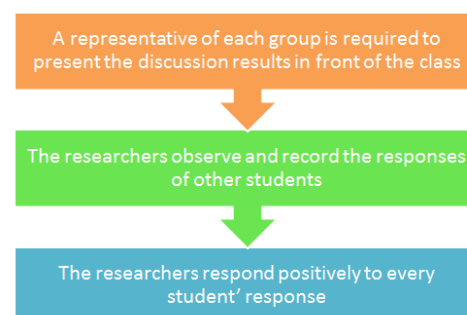 A representative of each group is required to
present the discussion results in front of the class
The researchers observe and record the responses
of other students
The researchers respond positively to every
student’ response